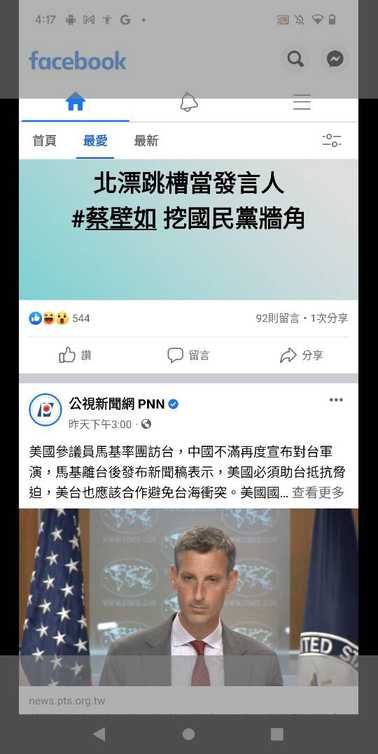 4:17
facebook
首頁 最愛 最新
北漂跳槽當發言人
#蔡壁如 挖國民黨牆角
544 92則留言・1次分享
讚 留言 分享
公視新聞網 PNN
昨天下午3:00
美國參議員馬基率團訪台，中國不滿再度宣布對台軍
演，馬基離台後發布新聞稿表示，美國必須助台抵抗脅
迫，美台也應該合作避免台海衝突。美國國... 查看更多
ITED STATES
news.pts.org.tw